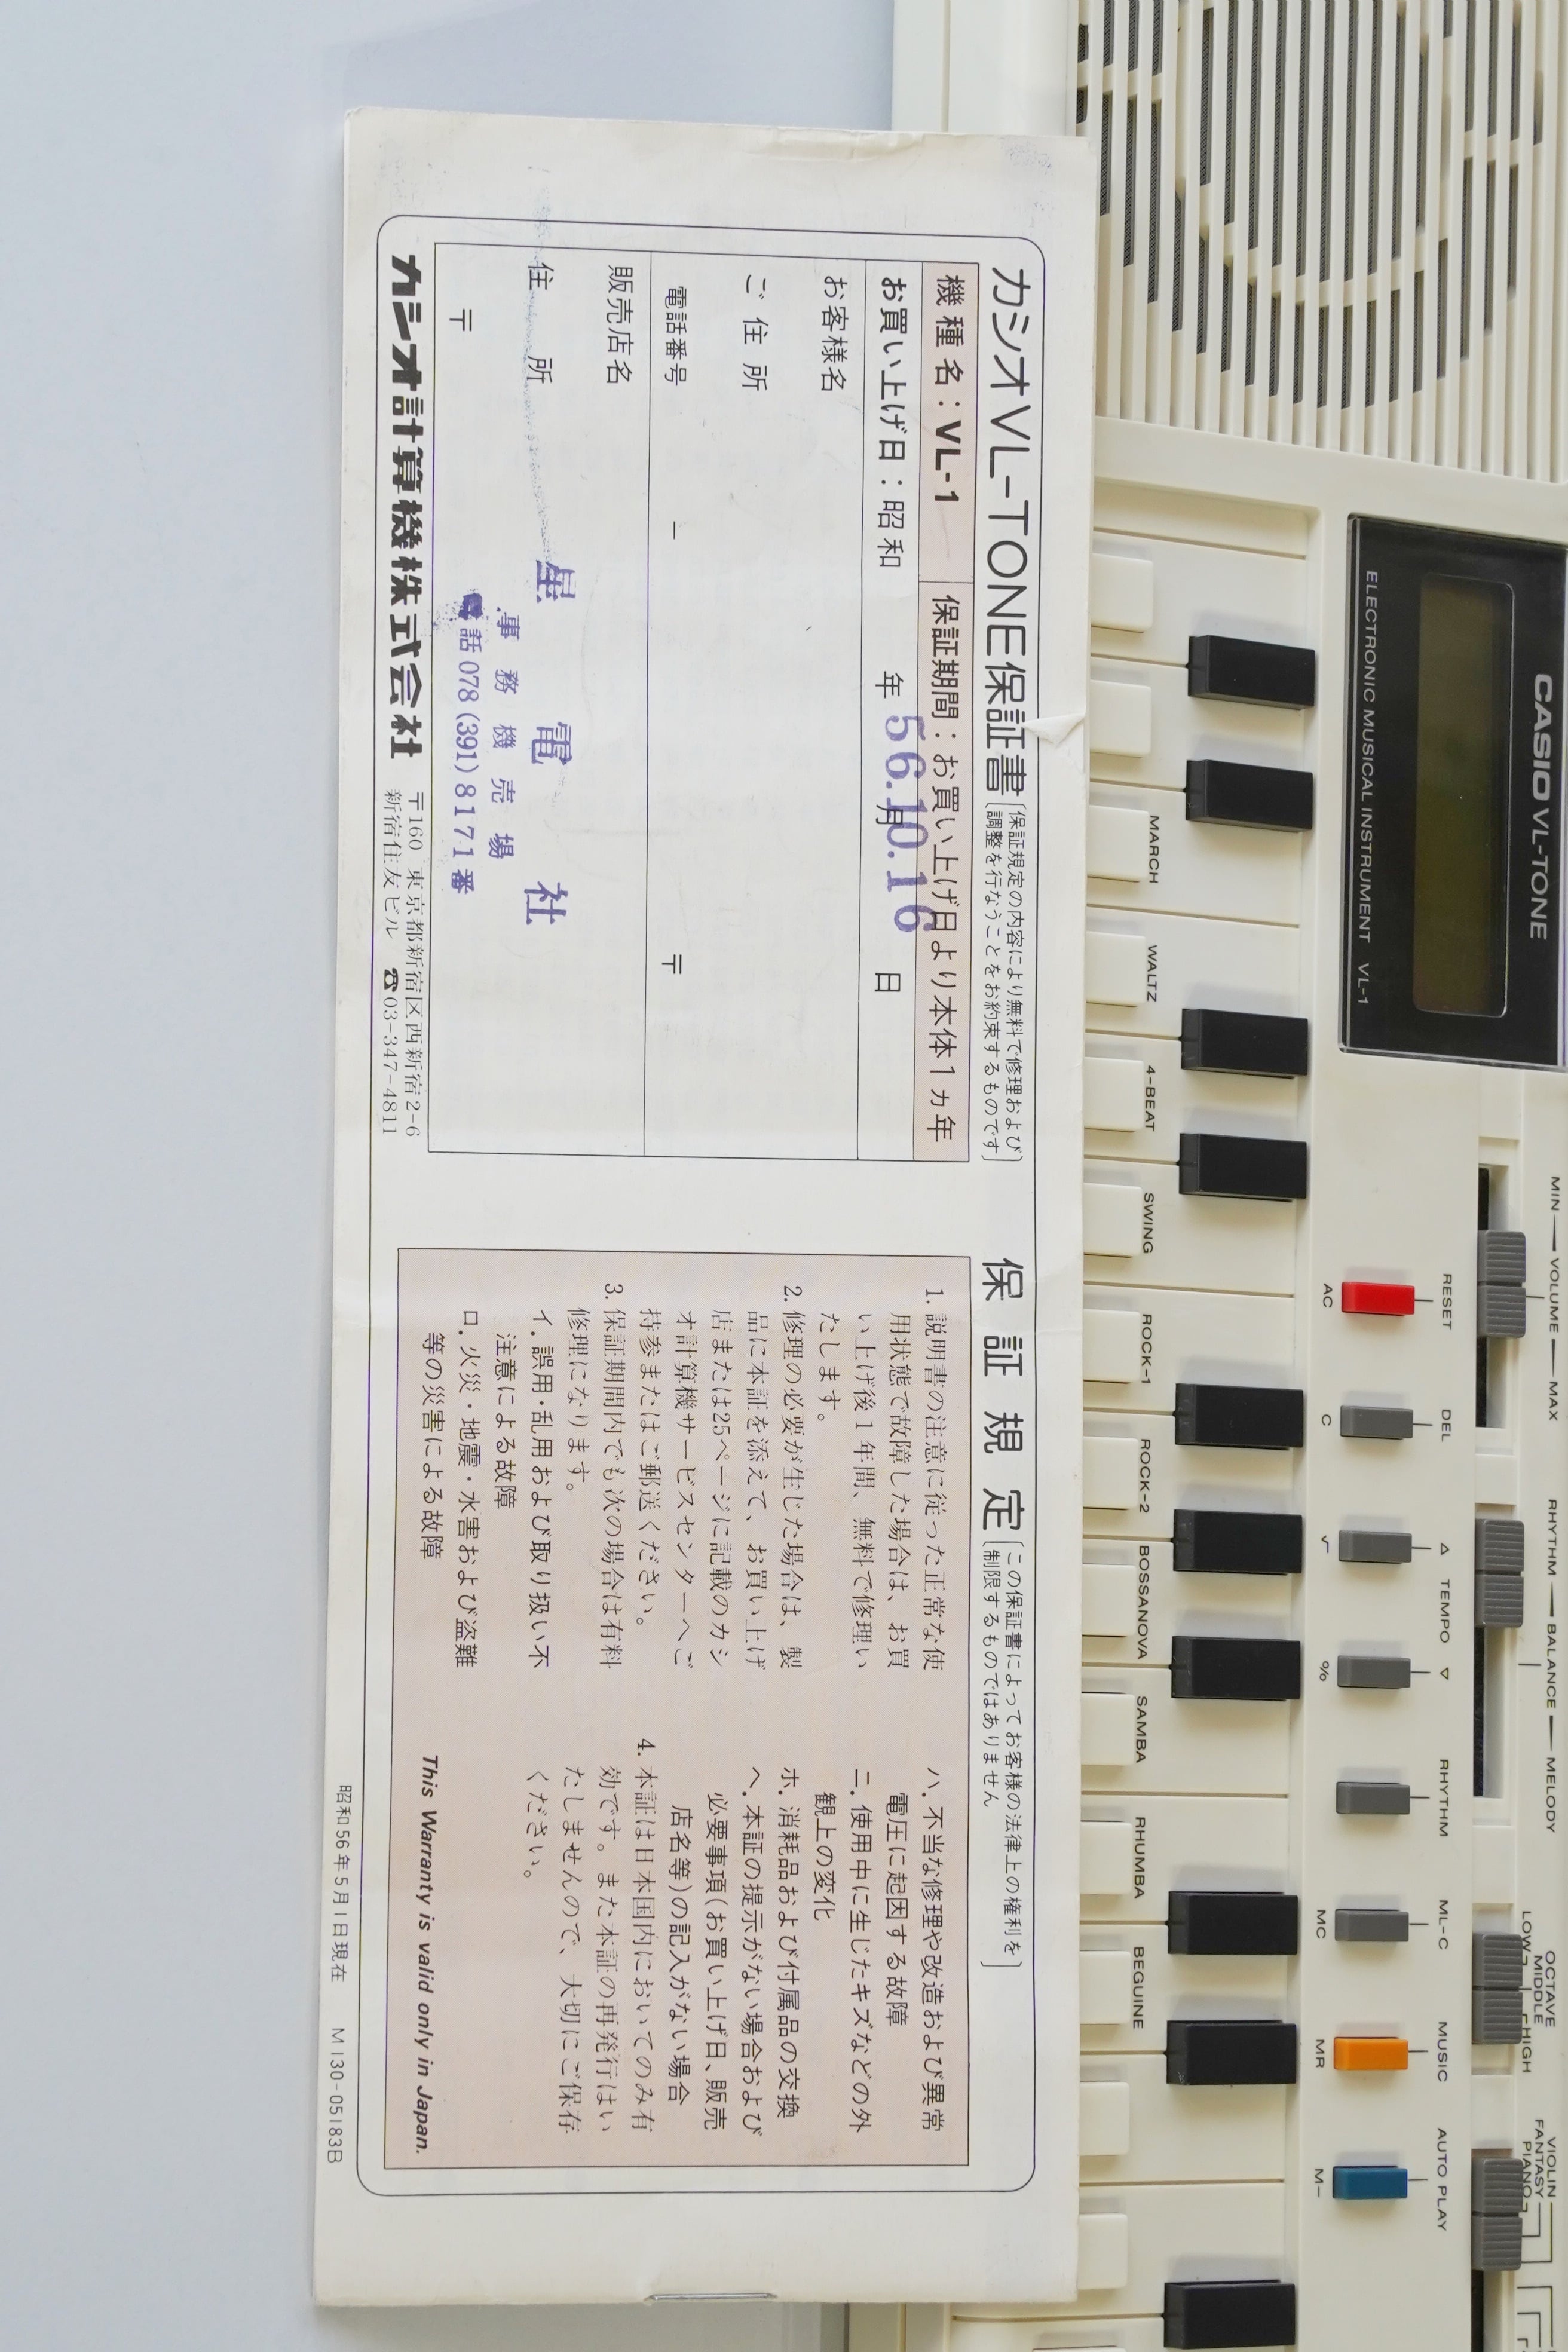 カシオVL-TONE保証書
保証規定の内容により無料で修理および
調整を行なうことをお約束するものです
機種名：VL-1
保証期間：お買い上げ日より本体1ヵ年
お買い上げ日：昭和 年 月 日
56.10.16
お客様名
ご住所
電話番号 — 〒
販売店名
住所
星電社
事務機売場
話078(391)8171番
〒
カシオ計算機株式会社
〒160 東京都新宿区西新宿2-6
新宿住友ビル ☎03-347-4811
保証規定
この保証書によってお客様の法律上の権利を
制限するものではありません
1. 説明書の注意に従った正常な使
用状態で故障した場合は、お買
い上げ後1年間、無料で修理い
たします。
2. 修理の必要が生じた場合は、製
品に本証を添えて、お買い上げ
店または25ページに記載のカシ
オ計算機サービスセンターへご
持参またはご郵送ください。
3. 保証期間内でも次の場合は有料
修理になります。
イ. 誤用・乱用および取り扱い不
注意による故障
ロ. 火災・地震・水害および盗難
等の災害による故障
ハ. 不当な修理や改造および異常
電圧に起因する故障
ニ. 使用中に生じたキズなどの外
観上の変化
ホ. 消耗品および付属品の交換
ヘ. 本証の提示がない場合および
必要事項(お買い上げ日、販売
店名等)の記入がない場合
4. 本証は日本国内においてのみ有
効です。また本証の再発行はい
たしませんので、大切にご保存
ください。
This Warranty is valid only in Japan.
昭和56年5月1日現在 M130-05183B
CASIO VL-TONE
ELECTRONIC MUSICAL INSTRUMENT VL-1
MIN VOLUME MAX
RHYTHM BALANCE MELODY
OCTAVE
MIDDLE
LOW HIGH
VIOLIN
FANTASY
PIANO
RESET DEL △ TEMPO ▽ RHYTHM ML-C MUSIC AUTO PLAY
AC C √ % MC MR M−
MARCH WALTZ 4-BEAT SWING ROCK-1 ROCK-2 BOSSANOVA SAMBA RHUMBA BEGUINE